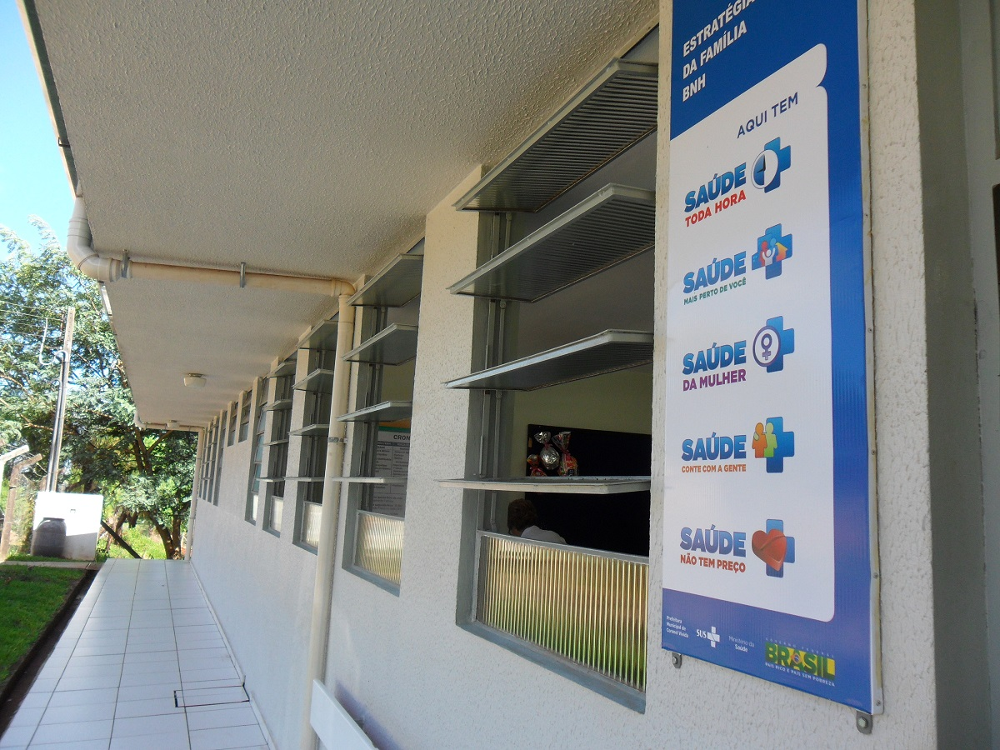 ESTRATÉGIA
DA FAMÍLIA
BNH
AQUI TEM
SAÚDE
TODA HORA
SAÚDE
MAIS PERTO DE VOCÊ
SAÚDE
DA MULHER
SAÚDE
CONTE COM A GENTE
SAÚDE
NÃO TEM PREÇO
Prefeitura
Municipal de
Coronel Vivida
SUS
Ministério da
Saúde
GOVERNO FEDERAL
BRASIL
PAÍS RICO É PAÍS SEM POBREZA
CRON